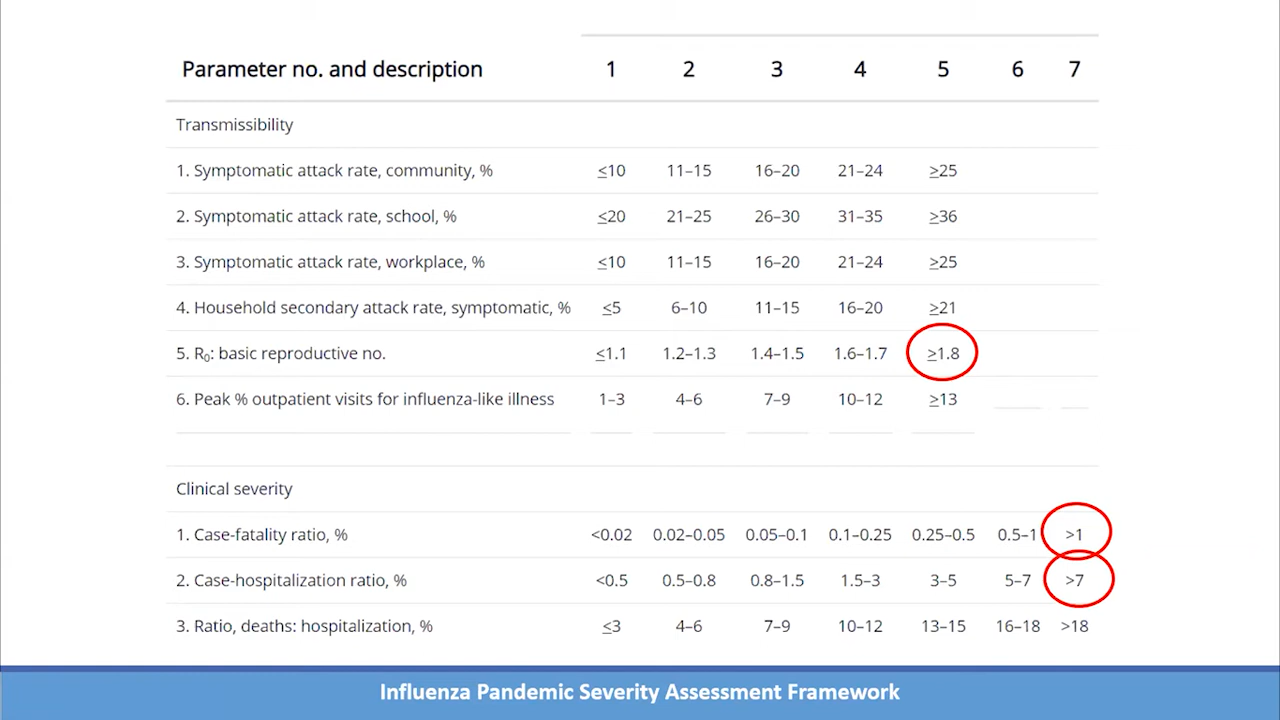 Parameter no. and description 1 2 3 4 5 6 7
Transmissibility
1. Symptomatic attack rate, community, % ≤10 11–15 16–20 21–24 ≥25
2. Symptomatic attack rate, school, % ≤20 21–25 26–30 31–35 ≥36
3. Symptomatic attack rate, workplace, % ≤10 11–15 16–20 21–24 ≥25
4. Household secondary attack rate, symptomatic, % ≤5 6–10 11–15 16–20 ≥21
5. R₀: basic reproductive no. ≤1.1 1.2–1.3 1.4–1.5 1.6–1.7 ≥1.8
6. Peak % outpatient visits for influenza-like illness 1–3 4–6 7–9 10–12 ≥13
Clinical severity
1. Case-fatality ratio, % <0.02 0.02–0.05 0.05–0.1 0.1–0.25 0.25–0.5 0.5–1 >1
2. Case-hospitalization ratio, % <0.5 0.5–0.8 0.8–1.5 1.5–3 3–5 5–7 >7
3. Ratio, deaths: hospitalization, % ≤3 4–6 7–9 10–12 13–15 16–18 >18
Influenza Pandemic Severity Assessment Framework